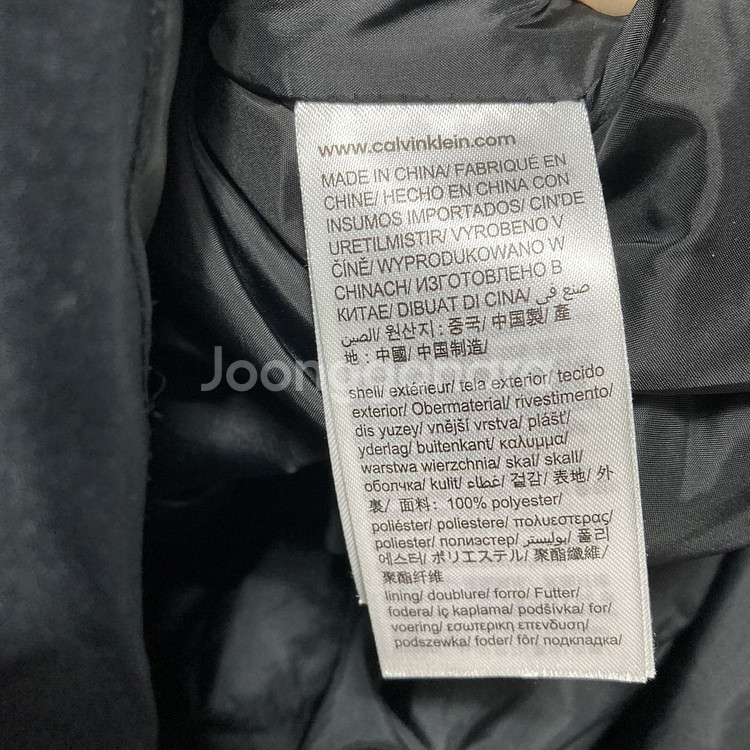 www.calvinklein.com
MADE IN CHINA/ FABRIQUÉ EN
CHINE/ HECHO EN CHINA CON
INSUMOS IMPORTADOS/ CIN'DE
URETILMISTIR/ VYROBENO V
ČÍNĚ/ WYPRODUKOWANO W
CHINACH/ ИЗГОТОВЛЕНО В
КИТАЕ/ DIBUAT DI CINA/ صنع في
الصين/ 원산지: 중국/ 中国製/ 產
地: 中國/ 中国制造/
Joongonara
shell/ extérieur/ tela exterior/ tecido
exterior/ Obermaterial/ rivestimento/
dis yuzey/ vnější vrstva/ plášť/
yderlag/ buitenkant/ καλυμμα/
warstwa wierzchnia/ skal/ skall/
оболочка/ kulit/ غطاء/ 겉감/ 表地/ 外
裏/ 面料: 100% polyester/
poliéster/ poliestere/ πολυεστερας/
poliester/ полиэстер/ بوليستر/ 폴리
에스터/ ポリエステル/ 聚酯纖維/
聚酯纤维
lining/ doublure/ forro/ Futter/
fodera/ iç kaplama/ podšívka/ for/
voering/ εσωτερικη επενδυση/
podszewka/ foder/ fôr/ подкладка/